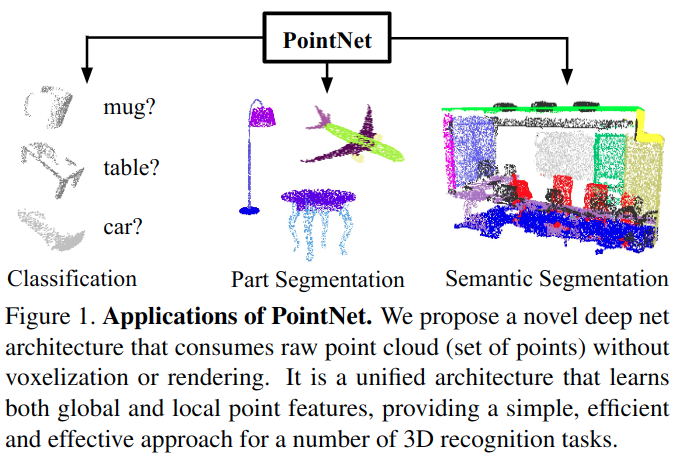 PointNet
mug?
table?
car?
Classification
Part Segmentation
Semantic Segmentation
Figure 1. Applications of PointNet. We propose a novel deep net
architecture that consumes raw point cloud (set of points) without
voxelization or rendering. It is a unified architecture that learns
both global and local point features, providing a simple, efficient
and effective approach for a number of 3D recognition tasks.